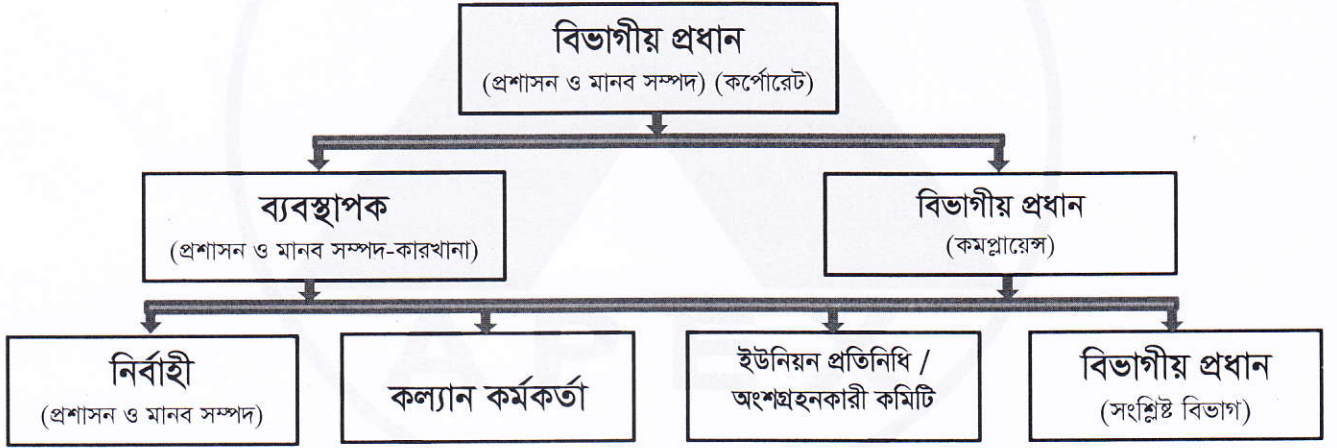 বিভাগীয় প্রধান
(প্রশাসন ও মানব সম্পদ) (কর্পোরেট)
ব্যবস্থাপক
(প্রশাসন ও মানব সম্পদ-কারখানা)
বিভাগীয় প্রধান
(কমপ্লায়েন্স)
নির্বাহী
(প্রশাসন ও মানব সম্পদ)
কল্যান কর্মকর্তা
ইউনিয়ন প্রতিনিধি /
অংশগ্রহনকারী কমিটি
বিভাগীয় প্রধান
(সংশ্লিষ্ট বিভাগ)
APEX